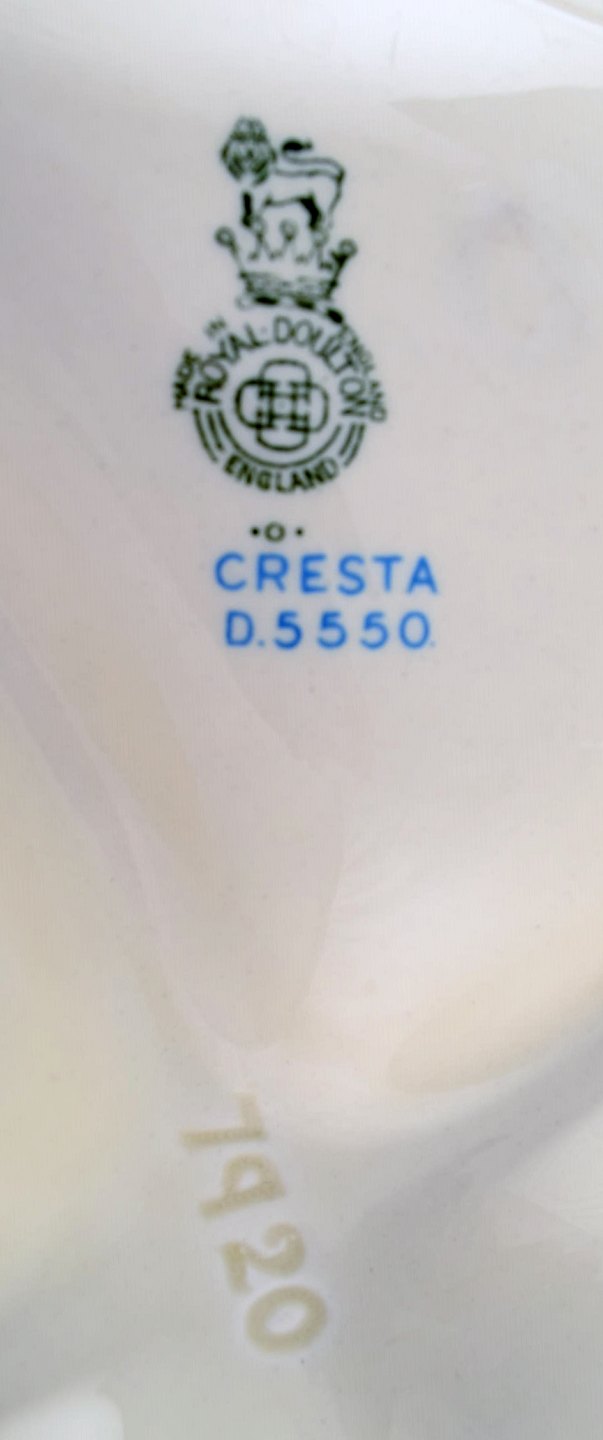 MADE IN ENGLAND
ROYAL·DOULTON
ENGLAND
•O•
CRESTA
D.5550.
7920